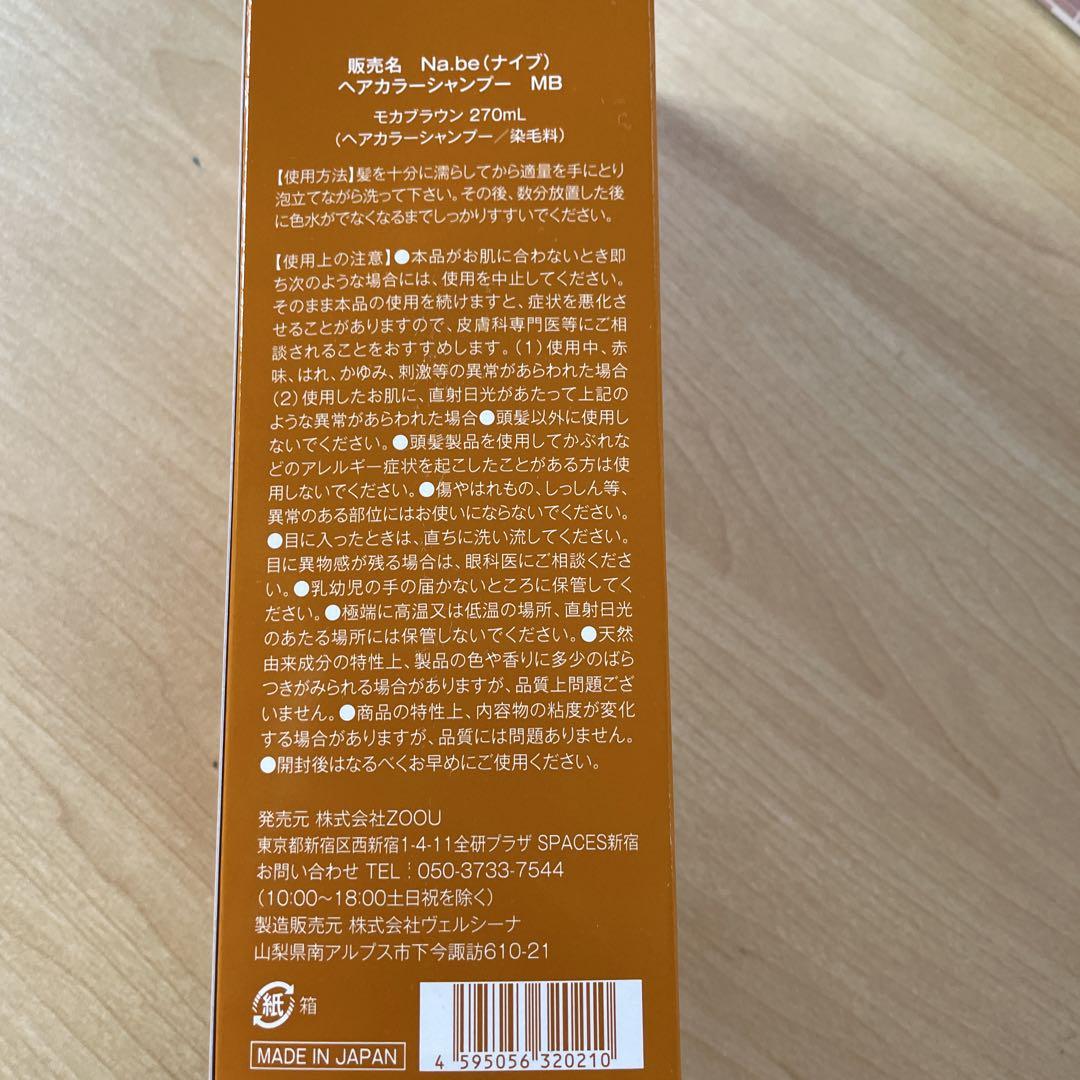 販売名 Na.be(ナイブ)
ヘアカラーシャンプー MB
モカブラウン 270mL
(ヘアカラーシャンプー/染毛料)
【使用方法】髪を十分に濡らしてから適量を手にとり
泡立てながら洗って下さい。その後、数分放置した後
に色水がでなくなるまでしっかりすすいでください。
【使用上の注意】●本品がお肌に合わないとき即
ち次のような場合には、使用を中止してください。
そのまま本品の使用を続けますと、症状を悪化さ
せることがありますので、皮膚科専門医等にご相
談されることをおすすめします。(1)使用中、赤
味、はれ、かゆみ、刺激等の異常があらわれた場合
(2)使用したお肌に、直射日光があたって上記の
ような異常があらわれた場合●頭髪以外に使用し
ないでください。●頭髪製品を使用してかぶれな
どのアレルギー症状を起こしたことがある方は使
用しないでください。●傷やはれもの、しっしん等、
異常のある部位にはお使いにならないでください。
●目に入ったときは、直ちに洗い流してください。
目に異物感が残る場合は、眼科医にご相談くださ
い。●乳幼児の手の届かないところに保管してく
ださい。●極端に高温又は低温の場所、直射日光
のあたる場所には保管しないでください。●天然
由来成分の特性上、製品の色や香りに多少のばら
つきがみられる場合がありますが、品質上問題ござ
いません。●商品の特性上、内容物の粘度が変化
する場合がありますが、品質には問題ありません。
●開封後はなるべくお早めにご使用ください。
発売元 株式会社ZOOU
東京都新宿区西新宿1-4-11全研プラザ SPACES新宿
お問い合わせ TEL:050-3733-7544
(10:00~18:00土日祝を除く)
製造販売元 株式会社ヴェルシーナ
山梨県南アルプス市下今諏訪610-21
紙 箱
MADE IN JAPAN
4 595056 320210